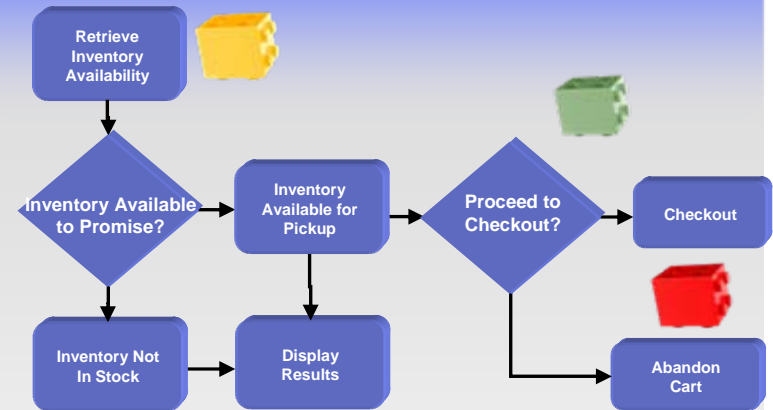 Retrieve
Inventory
Availability
Inventory Available
to Promise?
Inventory
Available for
Pickup
Proceed to
Checkout?
Checkout
Inventory Not
In Stock
Display
Results
Abandon
Cart